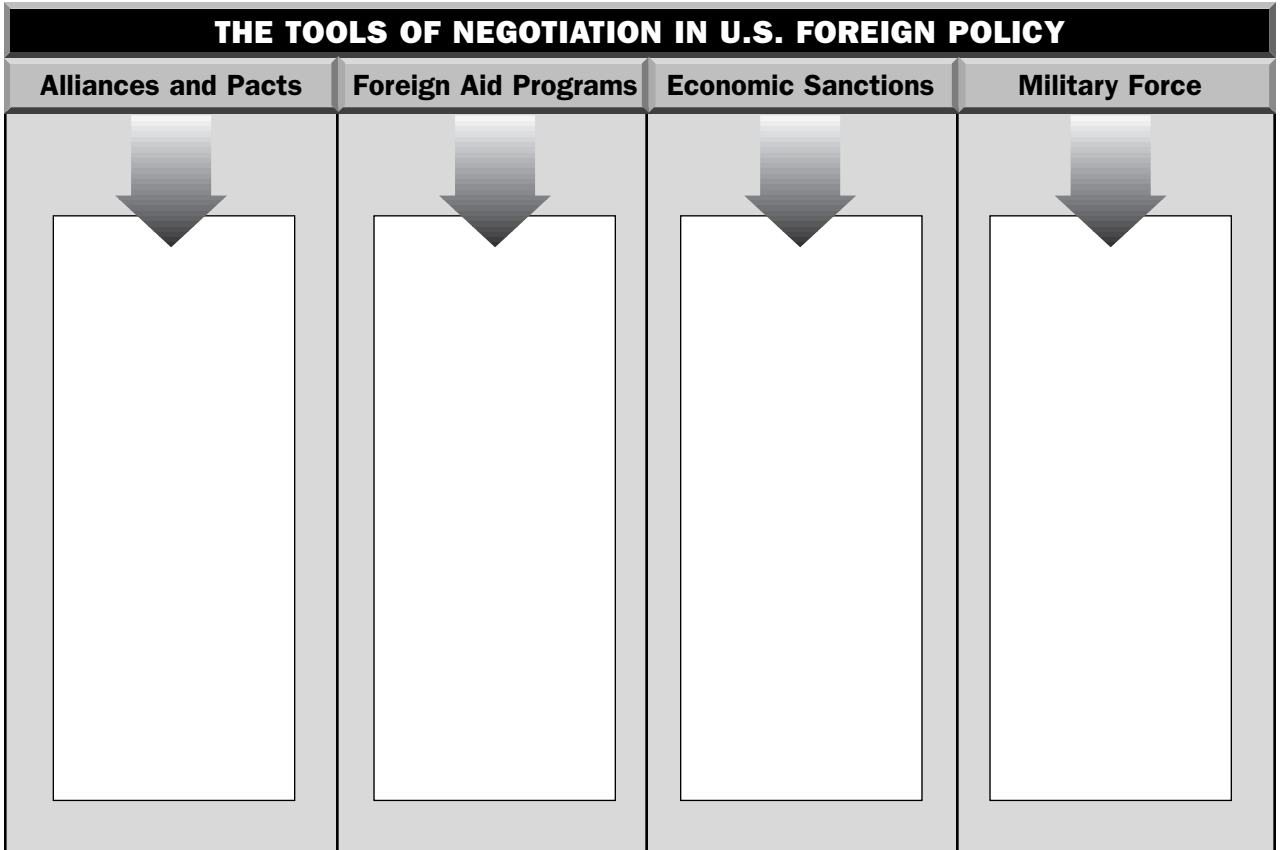 THE TOOLS OF NEGOTIATION IN U.S. FOREIGN POLICY
Alliances and Pacts
Foreign Aid Programs
Economic Sanctions
Military Force